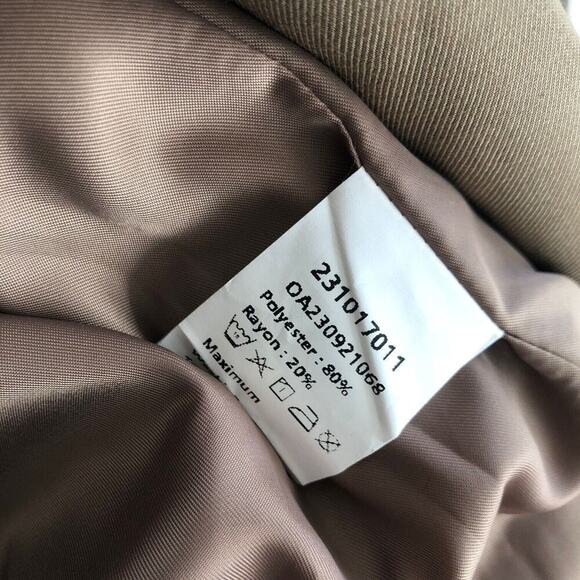 231017011
OA230921068
Polyester : 80%
Rayon : 20%
Maximum